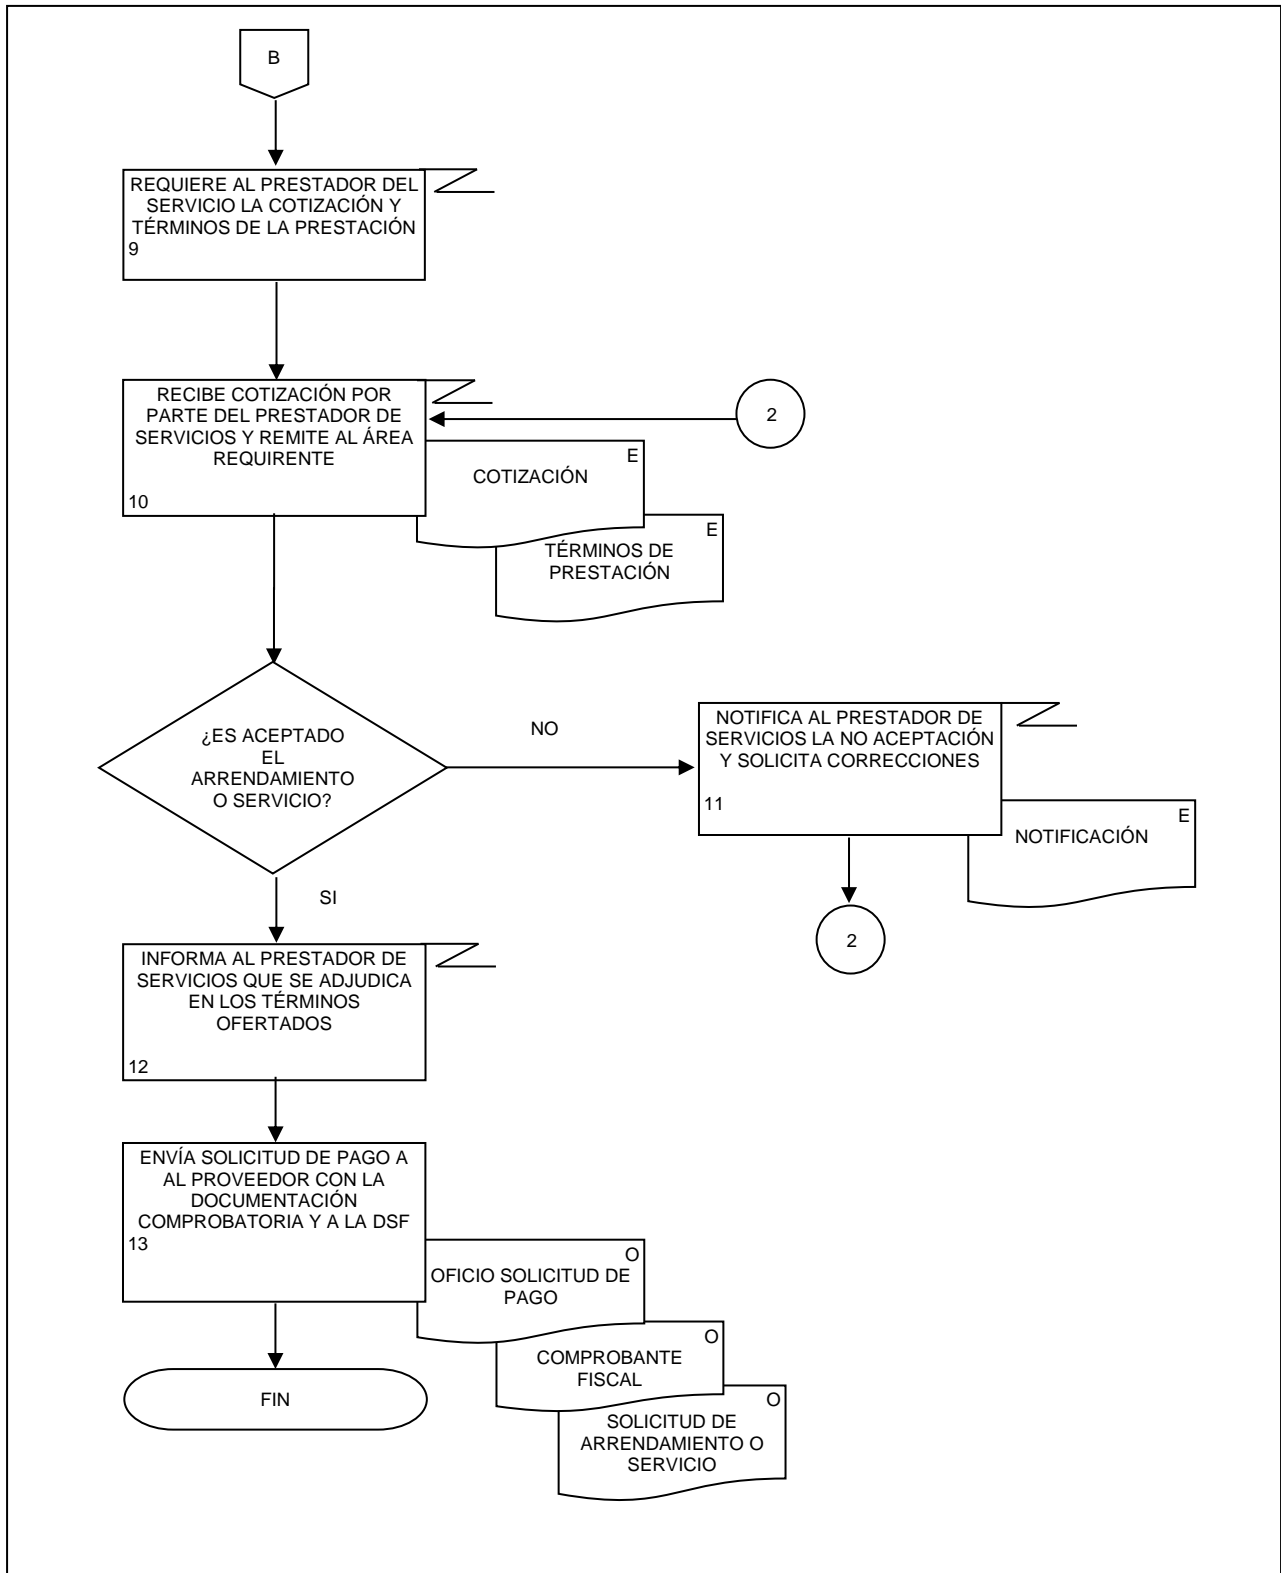 B
REQUIERE AL PRESTADOR DEL
SERVICIO LA COTIZACIÓN Y
TÉRMINOS DE LA PRESTACIÓN
9
RECIBE COTIZACIÓN POR
PARTE DEL PRESTADOR DE
SERVICIOS Y REMITE AL ÁREA
REQUIRENTE
10
2
E
COTIZACIÓN
E
TÉRMINOS DE
PRESTACIÓN
¿ES ACEPTADO
EL
ARRENDAMIENTO
O SERVICIO?
NO
NOTIFICA AL PRESTADOR DE
SERVICIOS LA NO ACEPTACIÓN
Y SOLICITA CORRECCIONES
11
E
NOTIFICACIÓN
2
SI
INFORMA AL PRESTADOR DE
SERVICIOS QUE SE ADJUDICA
EN LOS TÉRMINOS
OFERTADOS
12
ENVÍA SOLICITUD DE PAGO A
AL PROVEEDOR CON LA
DOCUMENTACIÓN
COMPROBATORIA Y A LA DSF
13
O
OFICIO SOLICITUD DE
PAGO
O
COMPROBANTE
FISCAL
O
SOLICITUD DE
ARRENDAMIENTO O
SERVICIO
FIN